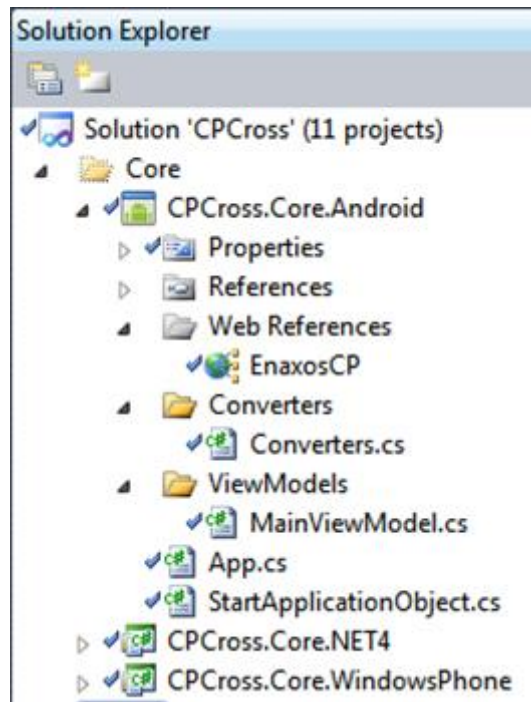 Solution Explorer
Solution 'CPCross' (11 projects)
Core
CPCross.Core.Android
Properties
References
Web References
EnaxosCP
Converters
Converters.cs
ViewModels
MainViewModel.cs
App.cs
StartApplicationObject.cs
CPCross.Core.NET4
CPCross.Core.WindowsPhone